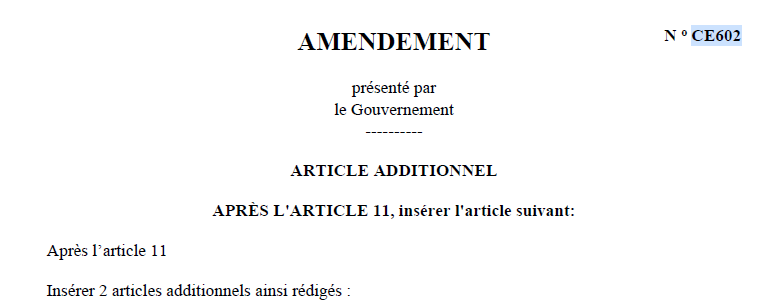 AMENDEMENT
N º CE602
présenté par
le Gouvernement
----------
ARTICLE ADDITIONNEL
APRÈS L'ARTICLE 11, insérer l'article suivant:
Après l’article 11
Insérer 2 articles additionnels ainsi rédigés :